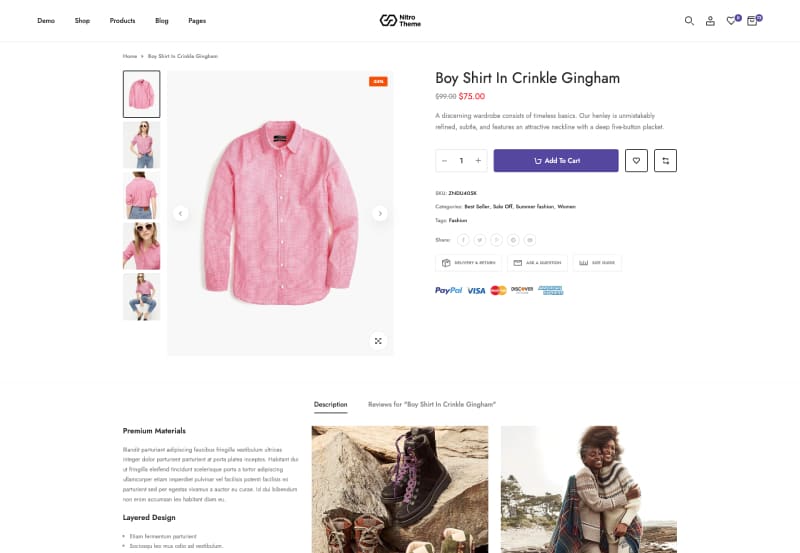 Demo
Shop
Products
Blog
Pages
Nitro
Theme
0
Home > Boy Shirt In Crinkle Gingham
Boy Shirt In Crinkle Gingham
$99.00 $75.00
A discerning wardrobe consists of timeless basics. Our henley is unmistakably
refined, subtle, and features an attractive neckline with a deep five-button placket.
- 1 +
Add To Cart
SKU:
Categories: Best Seller, Sale Off, Summer fashion, Women
Tags: Fashion
Share:
DELIVERY & RETURN
ASK A QUESTION
SIZE GUIDE
PayPal
VISA
MasterCard
DISCOVER
AMERICAN EXPRESS
Description
Reviews for "Boy Shirt In Crinkle Gingham"
Premium Materials
Blandit parturient adipiscing faucibus fringilla vestibulum ultrices
integer dolor parturient parturient at porta platea inceptos. Habitant dui
ut fringilla eleifend tincidunt scelerisque porta a tortor adipiscing
ullamcorper etiam imperdiet pulvinar vel facilisis potenti facilisis mi
parturient sed per egestas vivamus a auctor eu curae. Id dui bibendum
non enim accumsan leo habitant diam eu.
Layered Design
Etiam fermentum parturient
Sociosqu leo mus odio ad vestibulum.